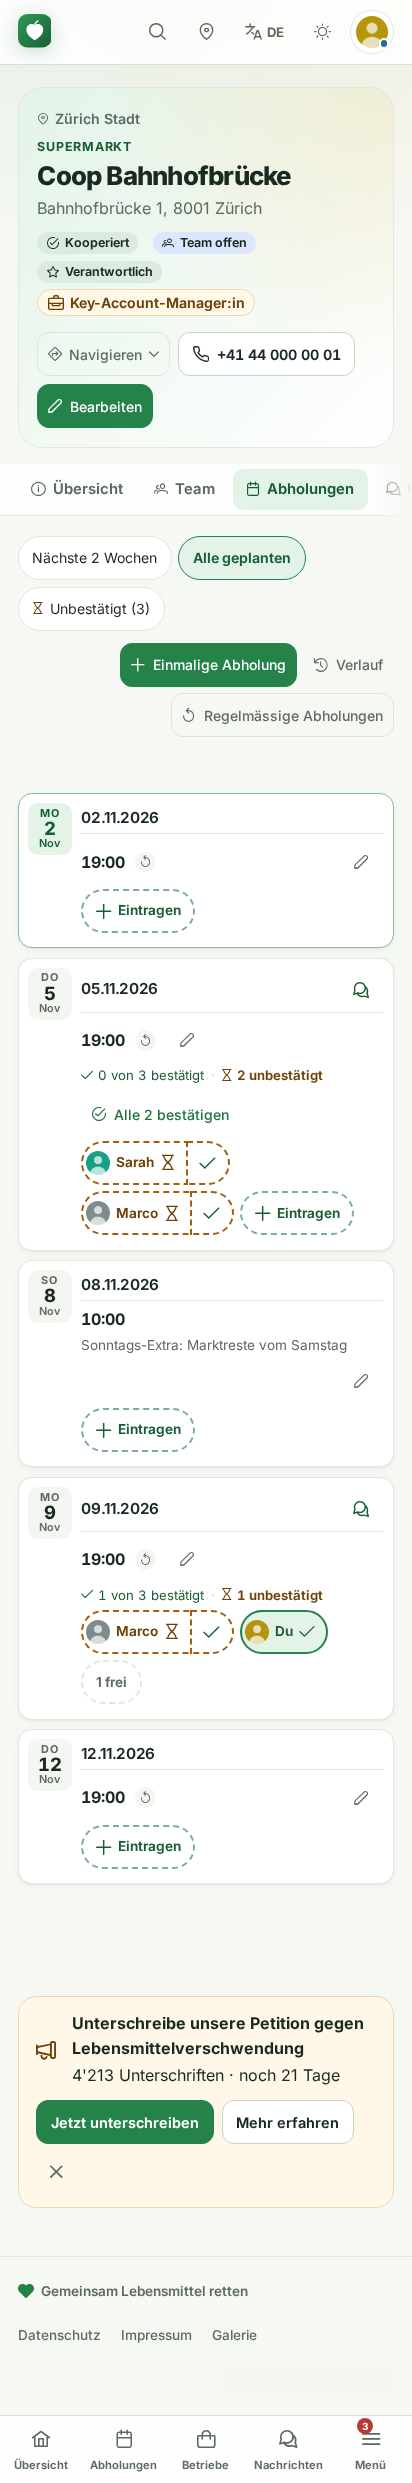 DE
Zürich Stadt
SUPERMARKT
Coop Bahnhofbrücke
Bahnhofbrücke 1, 8001 Zürich
Kooperiert Team offen
Verantwortlich
Key-Account-Manager:in
Navigieren +41 44 000 00 01
Bearbeiten
Übersicht Team Abholungen
Nächste 2 Wochen Alle geplanten
Unbestätigt (3)
Einmalige Abholung Verlauf
Regelmässige Abholungen
MO 2 Nov
02.11.2026
19:00
Eintragen
DO 5 Nov
05.11.2026
19:00
0 von 3 bestätigt · 2 unbestätigt
Alle 2 bestätigen
Sarah
Marco Eintragen
SO 8 Nov
08.11.2026
10:00
Sonntags-Extra: Marktreste vom Samstag
Eintragen
MO 9 Nov
09.11.2026
19:00
1 von 3 bestätigt · 1 unbestätigt
Marco Du
1 frei
DO 12 Nov
12.11.2026
19:00
Eintragen
Unterschreibe unsere Petition gegen
Lebensmittelverschwendung
4'213 Unterschriften · noch 21 Tage
Jetzt unterschreiben Mehr erfahren
Gemeinsam Lebensmittel retten
Datenschutz Impressum Galerie
3
Übersicht Abholungen Betriebe Nachrichten Menü